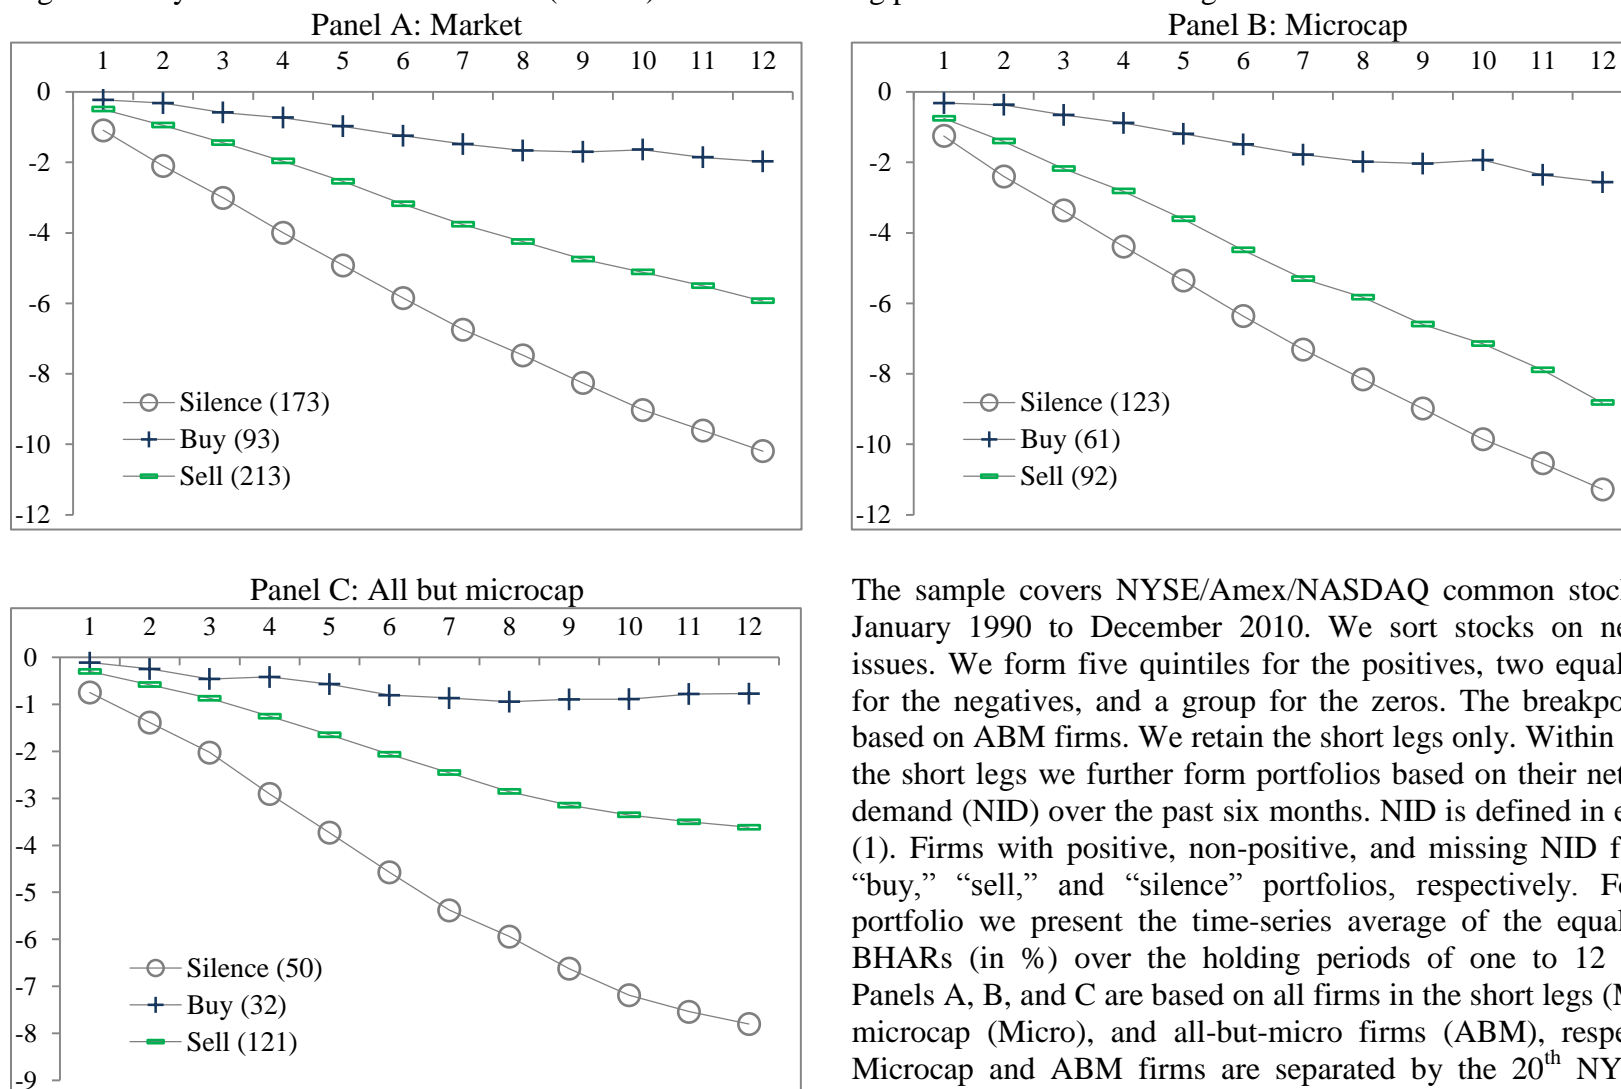 Panel A: Market
1 2 3 4 5 6 7 8 9 10 11 12
0
-2
-4
-6
-8
-10
-12
Silence (173)
Buy (93)
Sell (213)
Panel B: Microcap
1 2 3 4 5 6 7 8 9 10 11 12
0
-2
-4
-6
-8
-10
-12
Silence (123)
Buy (61)
Sell (92)
Panel C: All but microcap
1 2 3 4 5 6 7 8 9 10 11 12
0
-1
-2
-3
-4
-5
-6
-7
-8
-9
Silence (50)
Buy (32)
Sell (121)
The sample covers NYSE/Amex/NASDAQ common
January 1990 to December 2010. We sort stocks on
issues. We form five quintiles for the positives, two
for the negatives, and a group for the zeros. The
based on ABM firms. We retain the short legs only. Within
the short legs we further form portfolios based on their net
demand (NID) over the past six months. NID is defined in
(1). Firms with positive, non-positive, and missing NID
“buy,” “sell,” and “silence” portfolios, respectively.
portfolio we present the time-series average of the
BHARs (in %) over the holding periods of one to 12
Panels A, B, and C are based on all firms in the short legs
microcap (Micro), and all-but-micro firms (ABM),
Microcap and ABM firms are separated by the 20th